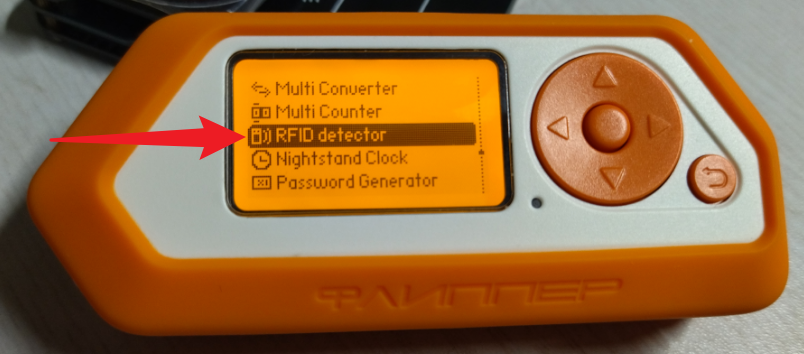 Multi Converter
Multi Counter
RFID detector
Nightstand Clock
Password Generator
ФЛИППЕР